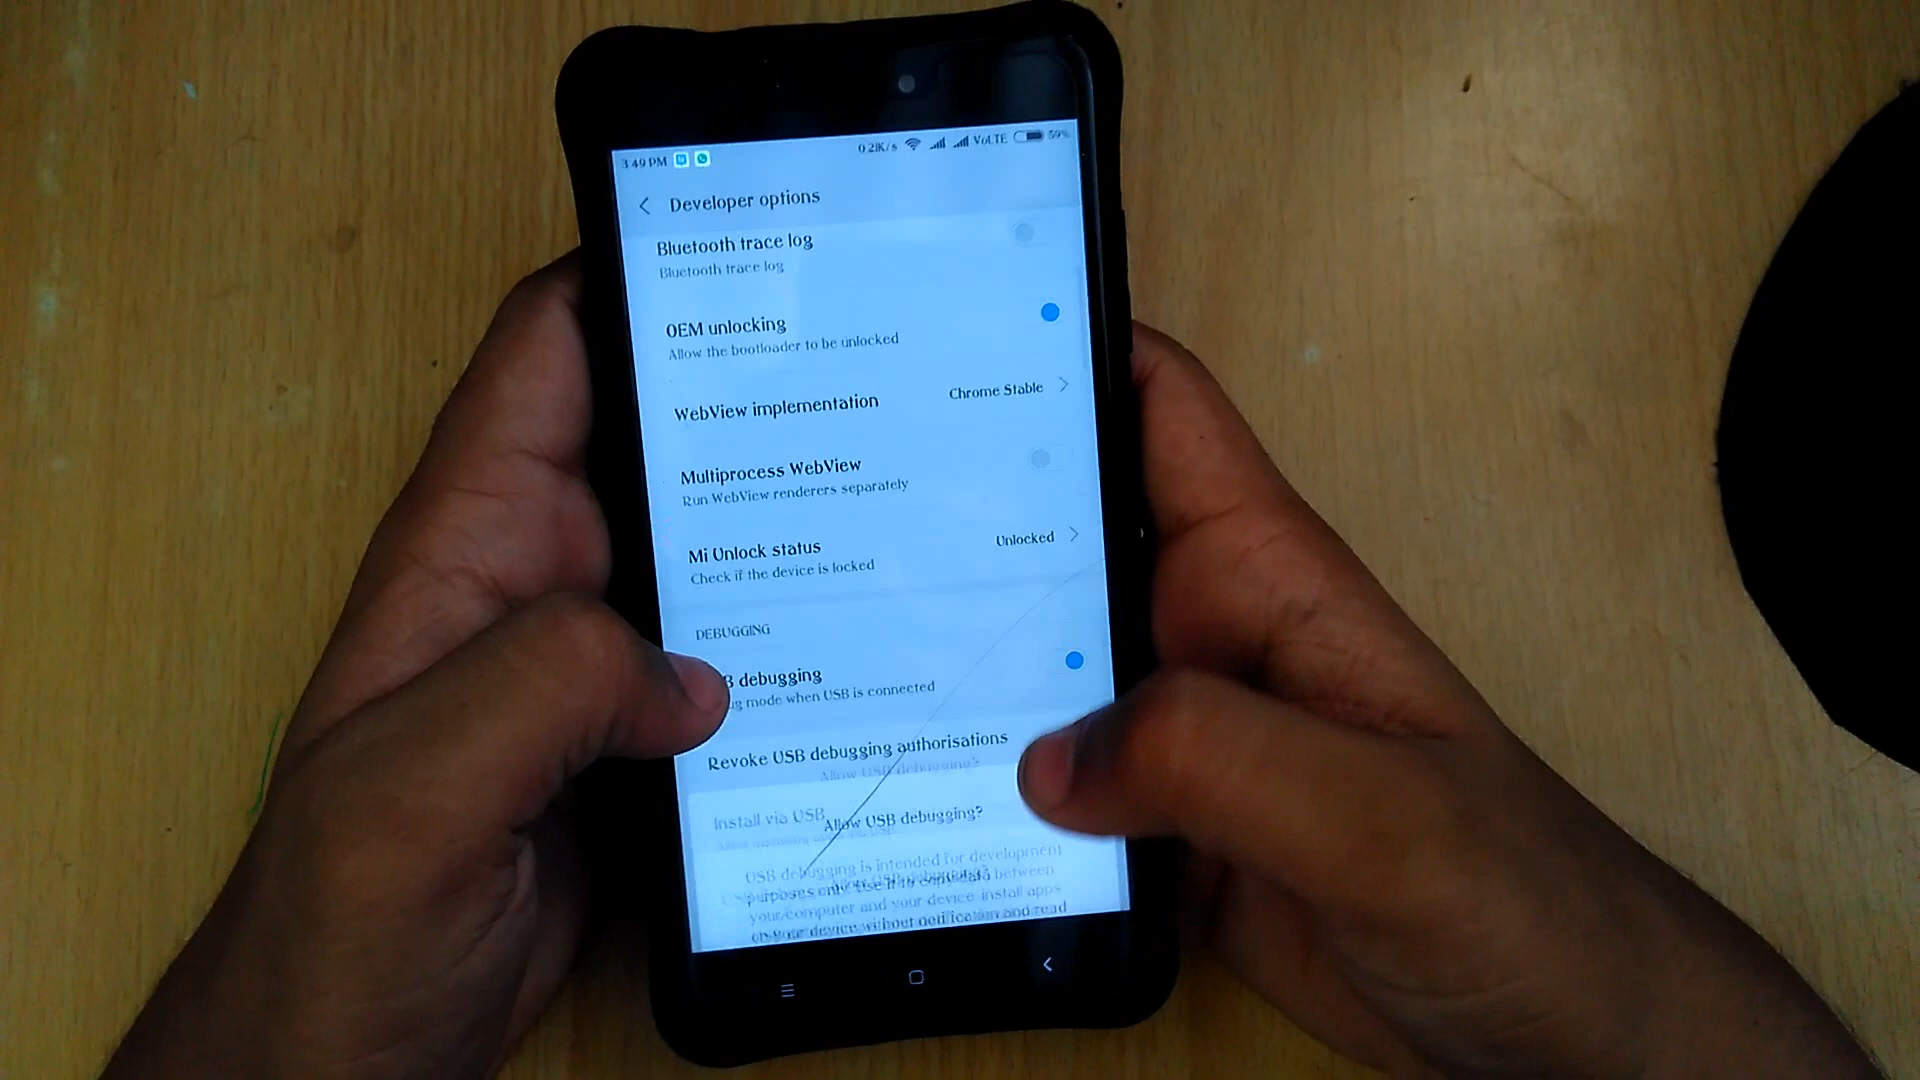 3:49 PM 0.21K/s VoLTE 59%
Developer options
Bluetooth trace log
Bluetooth trace log
OEM unlocking
Allow the bootloader to be unlocked
WebView implementation Chrome Stable
Multiprocess WebView
Run WebView renderers separately
Mi Unlock status Unlocked
Check if the device is locked
DEBUGGING
B debugging
ug mode when USB is connected
Revoke USB debugging authorisations
Allow USB debugging?
Install via USB
Allow USB debugging?
USB debugging is intended for development
purposes only. Use it to copy data between
your computer and your device, install apps
on your device without notification and read